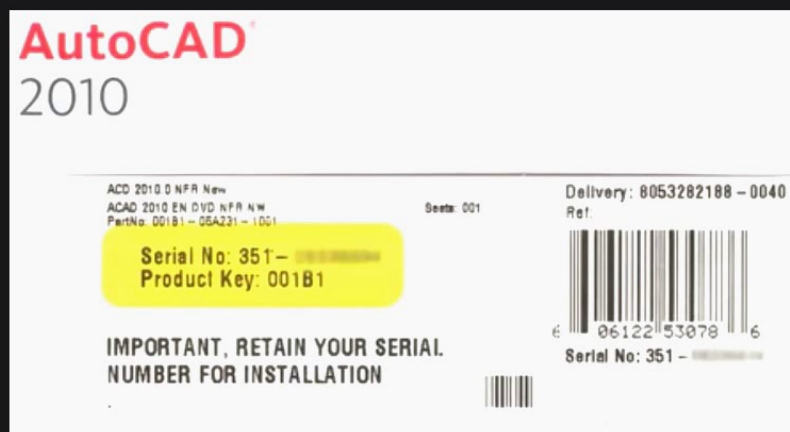 AutoCAD
2010
ACD 2010.0 NFR New
ACAD 2010 EN DVD NFR NW
Seats: 001
PartNo: 001B1-05A231-1001
Serial No: 351-
Product Key: 001B1
IMPORTANT, RETAIN YOUR SERIAL
NUMBER FOR INSTALLATION
Delivery: 8053282188-0040
Ref:
6 06122 53078 6
Serial No: 351-